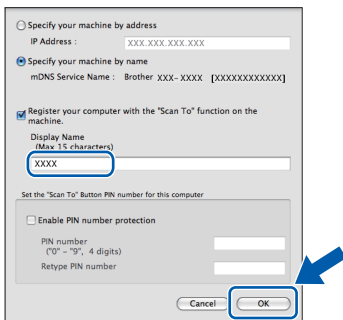 Specify your machine by address
IP Address : XXX.XXX.XXX.XXX
Specify your machine by name
mDNS Service Name : Brother XXX-XXXX [XXXXXXXXXXXX]
Register your computer with the "Scan To" function on the
machine.
Display Name
(Max 15 characters)
XXXX
Set the "Scan To" Button PIN number for this computer
Enable PIN number protection
PIN number
("0" – "9", 4 digits)
Retype PIN number
Cancel OK